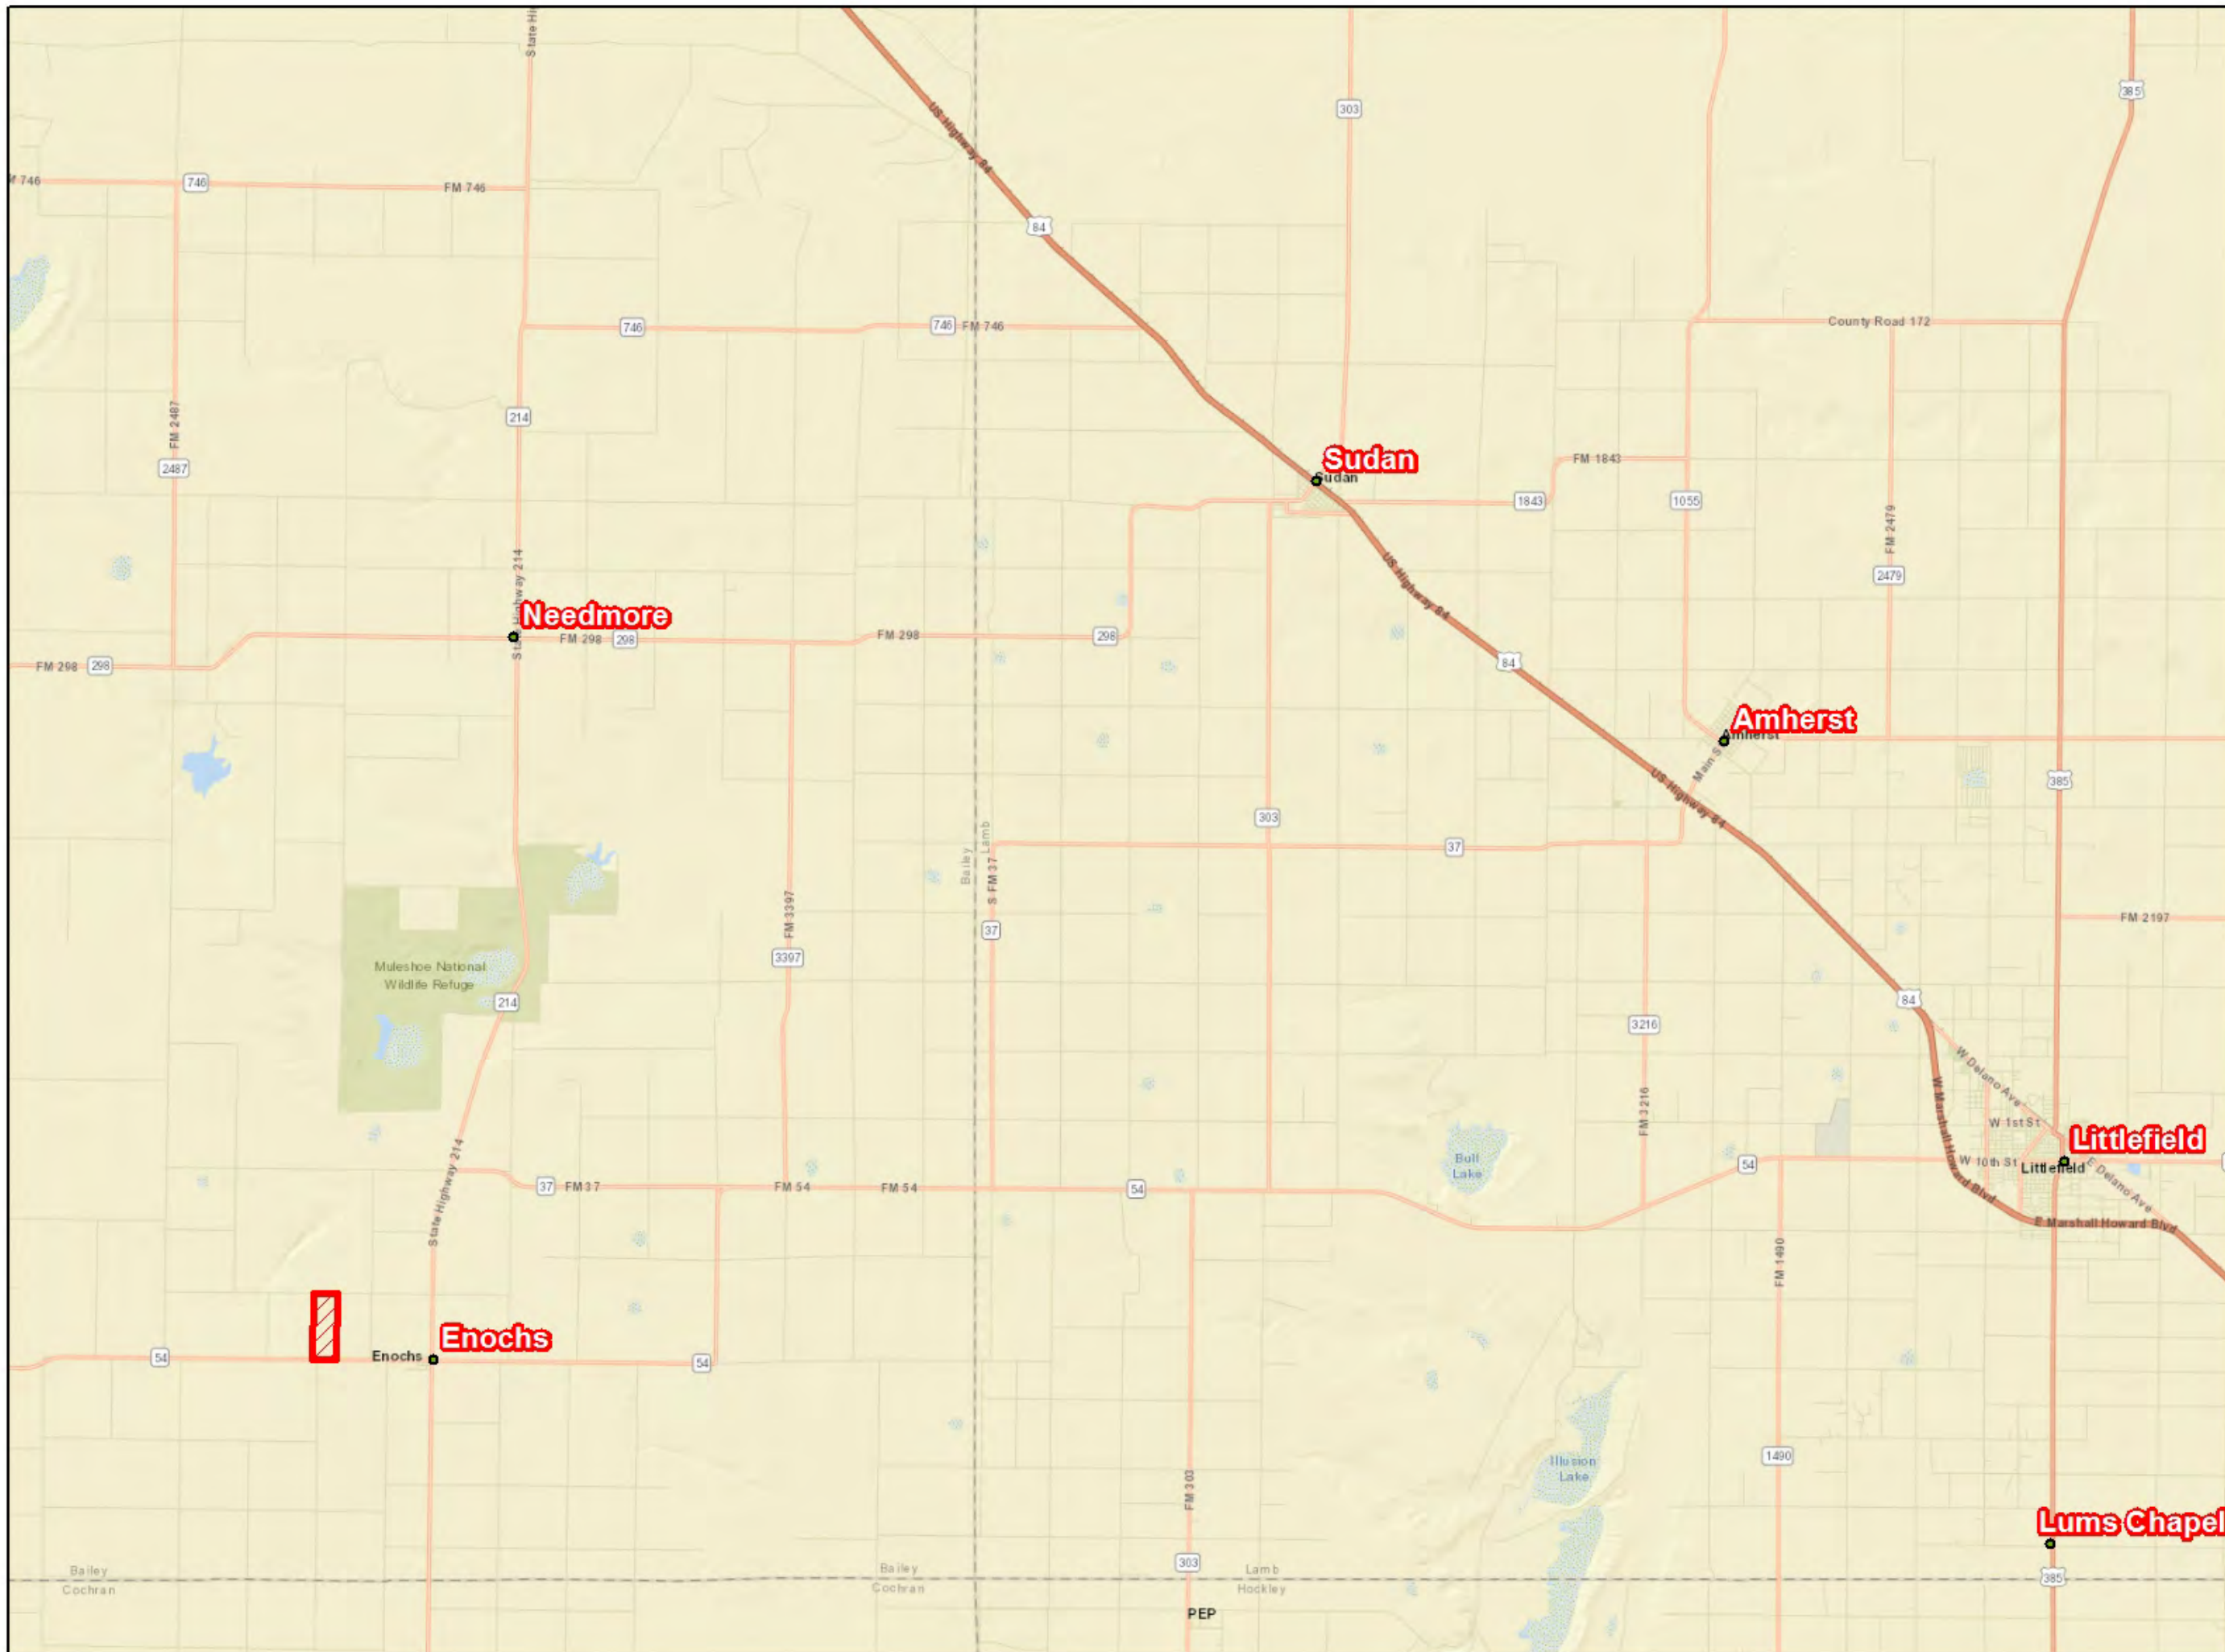 State Hi
303
385
US Highway 84
M 746
746
FM 746
84
746
746
FM 746
County Road 172
214
FM 2487
2487
Sudan
Sudan
FM 1843
1843
1055
FM 2479
2479
US Highway 84
State Highway 214
Needmore
FM 298
298
FM 298
298
FM 298
298
84
Amherst
Amherst
Main S
US Highway 84
385
303
37
Bailey
Lamb
S FM 37
37
FM 3397
3397
FM 2197
Muleshoe National
Wildlife Refuge
214
84
3216
FM 3216
W Delano Ave
W Marshall Howard Blvd
W 1st St
Littlefield
W 10th St
Littlefield
E Delano Ave
E Marshall Howard Blvd
Bull
Lake
54
State Highway 214
37
FM 37
FM 54
FM 54
54
FM 1490
54
Enochs
Enochs
54
1490
Illusion
Lake
FM 303
Lums Chapel
303
385
Bailey
Cochran
Bailey
Cochran
Lamb
Hockley
PEP